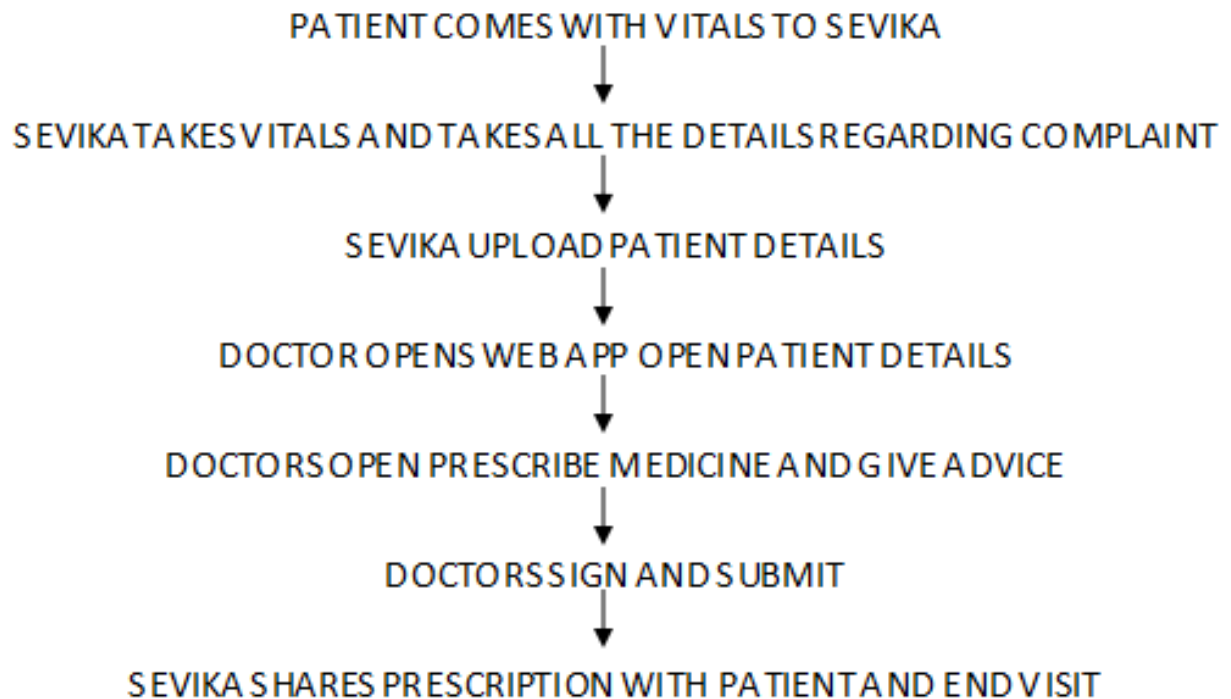 PATIENT COMES WITH VITALS TO SEVIKA
SEVIKA TAKES VITALS AND TAKES ALL THE DETAILS REGARDING COMPLAINT
SEVIKA UPLOAD PATIENT DETAILS
DOCTOR OPENS WEB APP OPEN PATIENT DETAILS
DOCTORS OPEN PRESCRIBE MEDICINE AND GIVE ADVICE
DOCTORS SIGN AND SUBMIT
SEVIKA SHARES PRESCRIPTION WITH PATIENT AND END VISIT